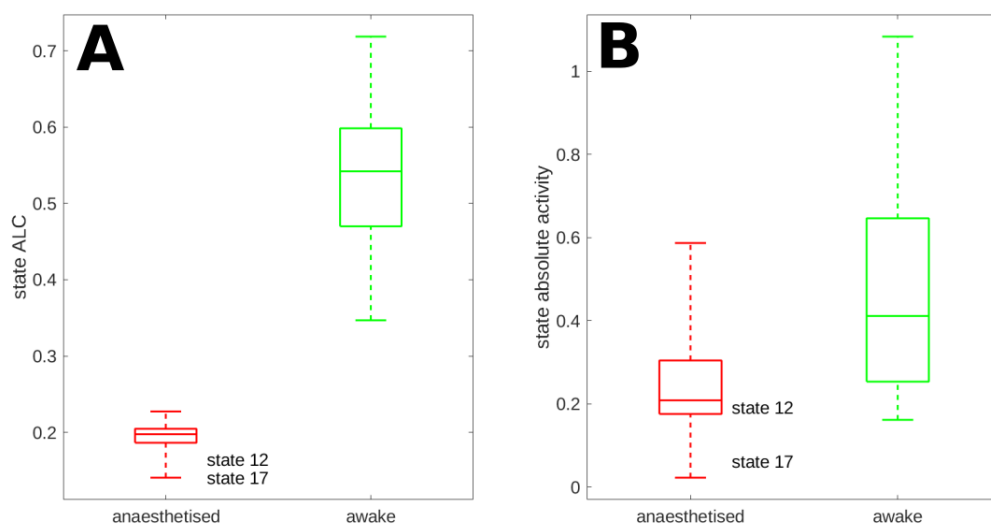 A
state ALC
0.7
0.6
0.5
0.4
0.3
0.2
state 12
state 17
anaesthetised
awake
B
state absolute activity
1
0.8
0.6
0.4
0.2
0
state 12
state 17
anaesthetised
awake